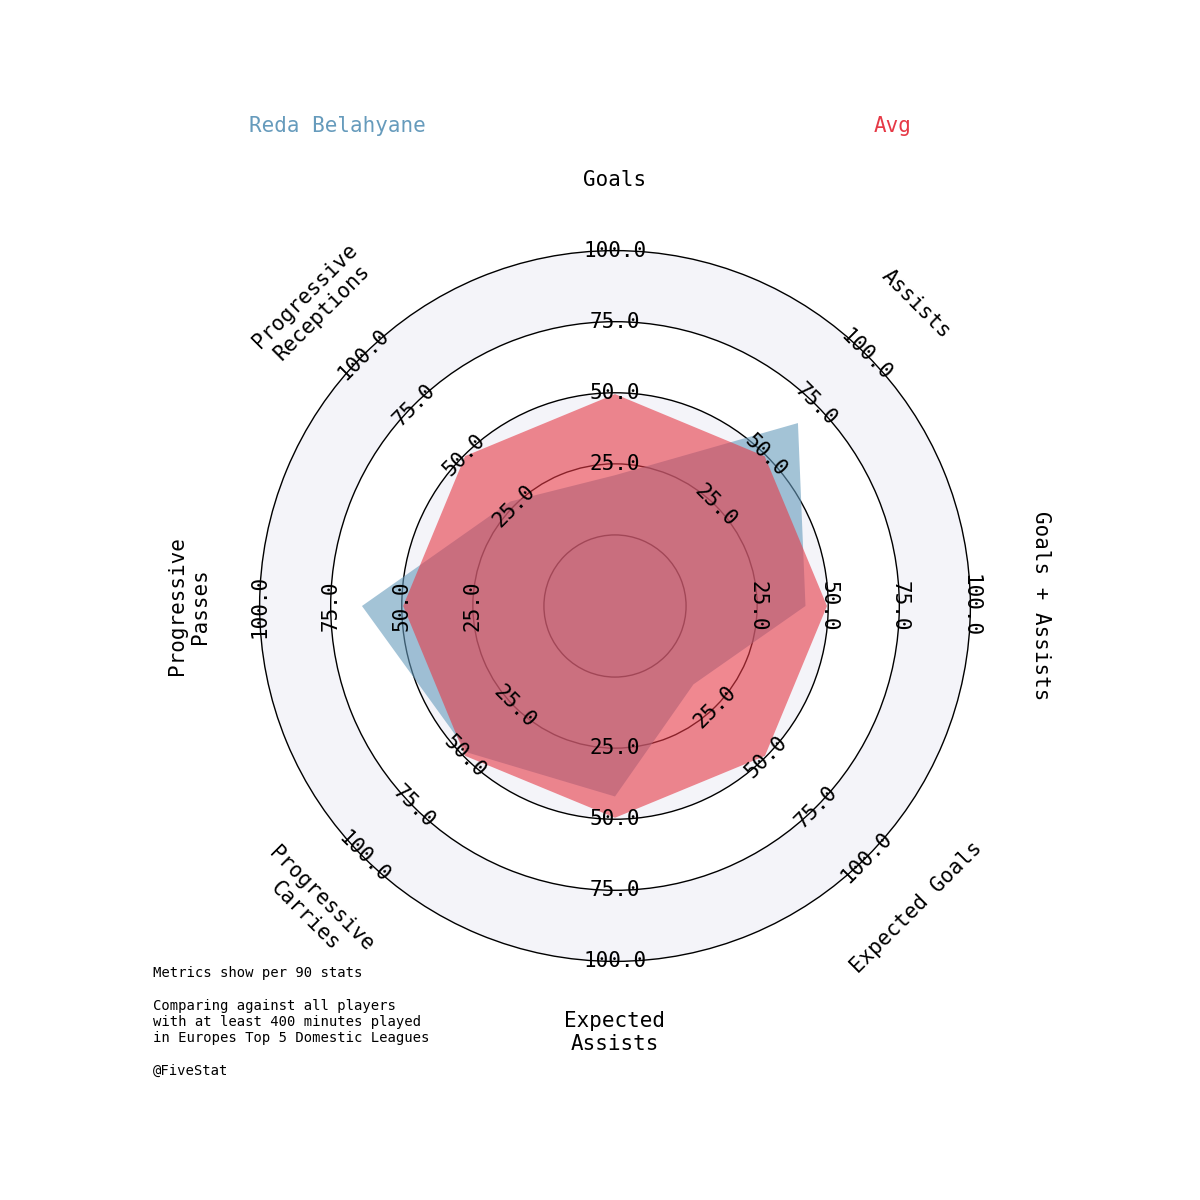 Reda Belahyane
Avg
Goals
Assists
Goals + Assists
Expected Goals
Expected
Assists
Progressive
Carries
Progressive
Passes
Progressive
Receptions
25.0
50.0
75.0
100.0
25.0
50.0
75.0
100.0
25.0
50.0
75.0
100.0
25.0
50.0
75.0
100.0
25.0
50.0
75.0
100.0
25.0
50.0
75.0
100.0
25.0
50.0
75.0
100.0
25.0
50.0
75.0
100.0
Metrics show per 90 stats
Comparing against all players
with at least 400 minutes played
in Europes Top 5 Domestic Leagues
@FiveStat